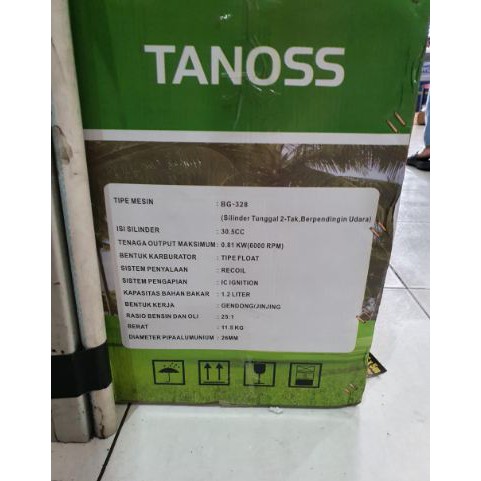 TANOSS
TIPE MESIN : BG-328
(Silinder Tunggal 2-Tak,Berpendingin Udara)
ISI SILINDER : 30.5CC
TENAGA OUTPUT MAKSIMUM : 0.81 KW(6000 RPM)
BENTUK KARBURATOR : TIPE FLOAT
SISTEM PENYALAAN : RECOIL
SISTEM PENGAPIAN : IC IGNITION
KAPASITAS BAHAN BAKAR : 1.2 LITER
BENTUK KERJA : GENDONG/JINJING
RASIO BENSIN DAN OLI : 25:1
BERAT : 11.5 KG
DIAMETER PIPAALUMUNIUM : 26MM